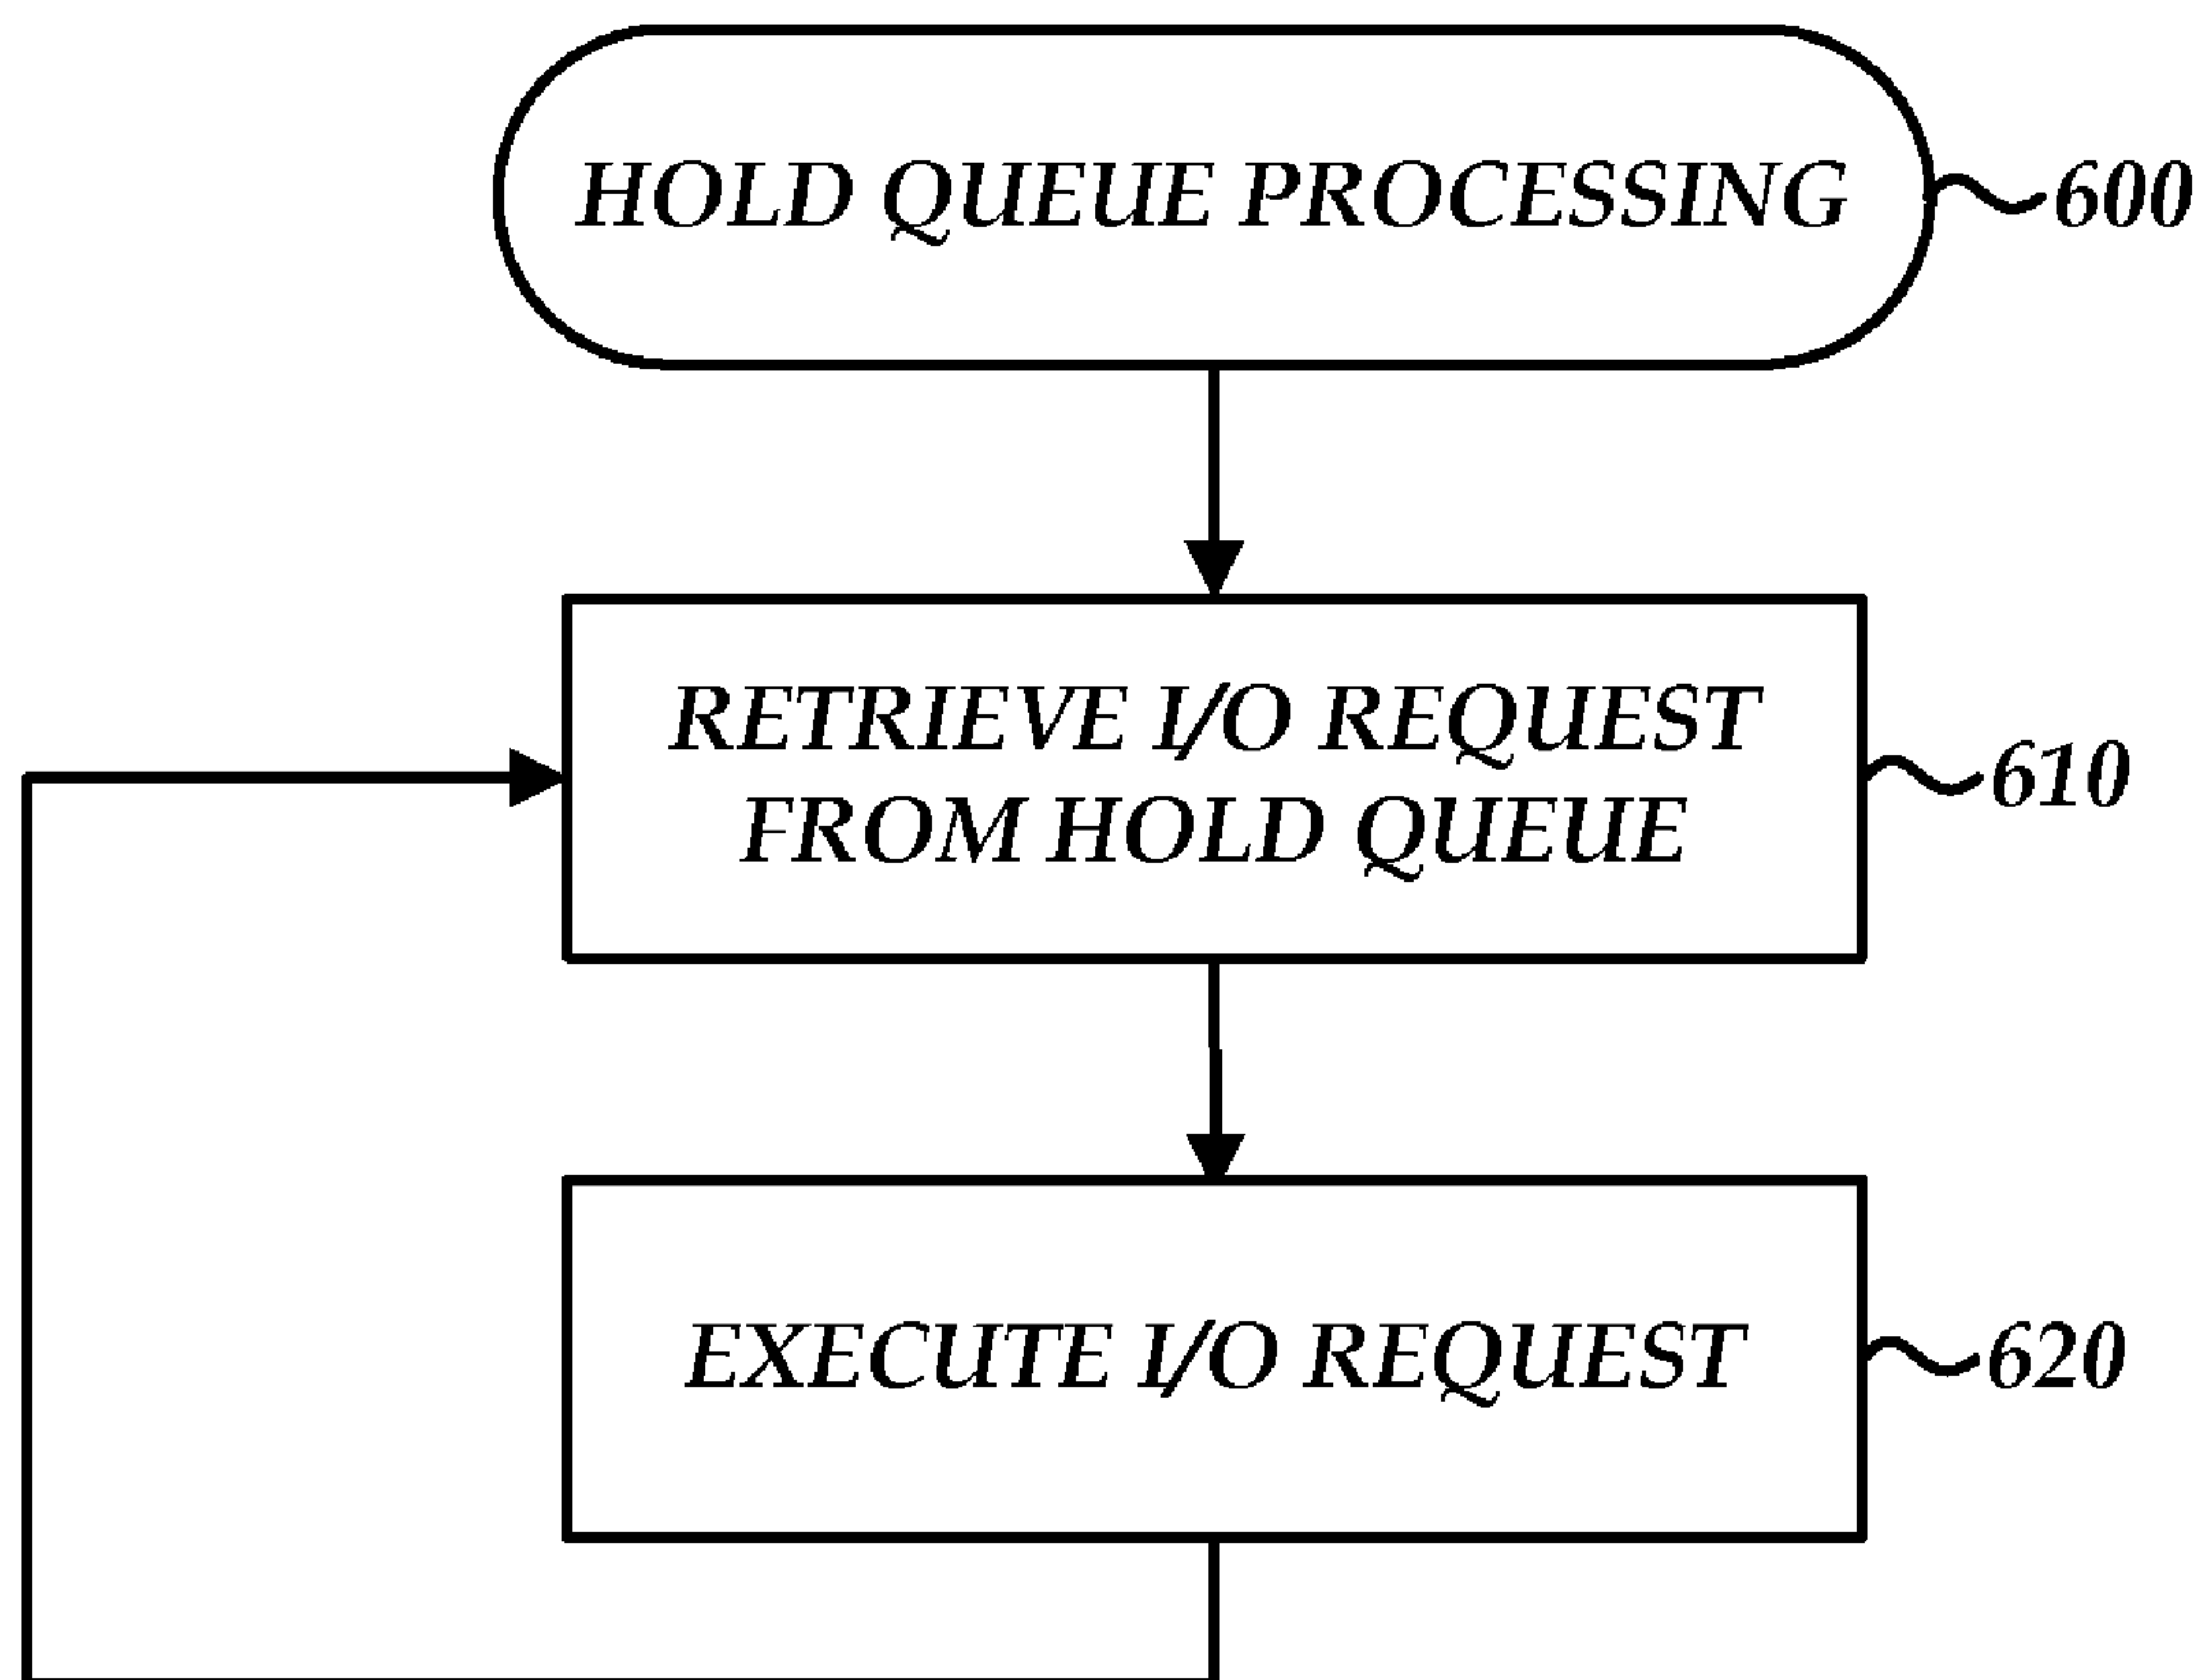 HOLD QUEUE PROCESSING
600
RETRIEVE I/O REQUEST
FROM HOLD QUEUE
610
EXECUTE I/O REQUEST
620